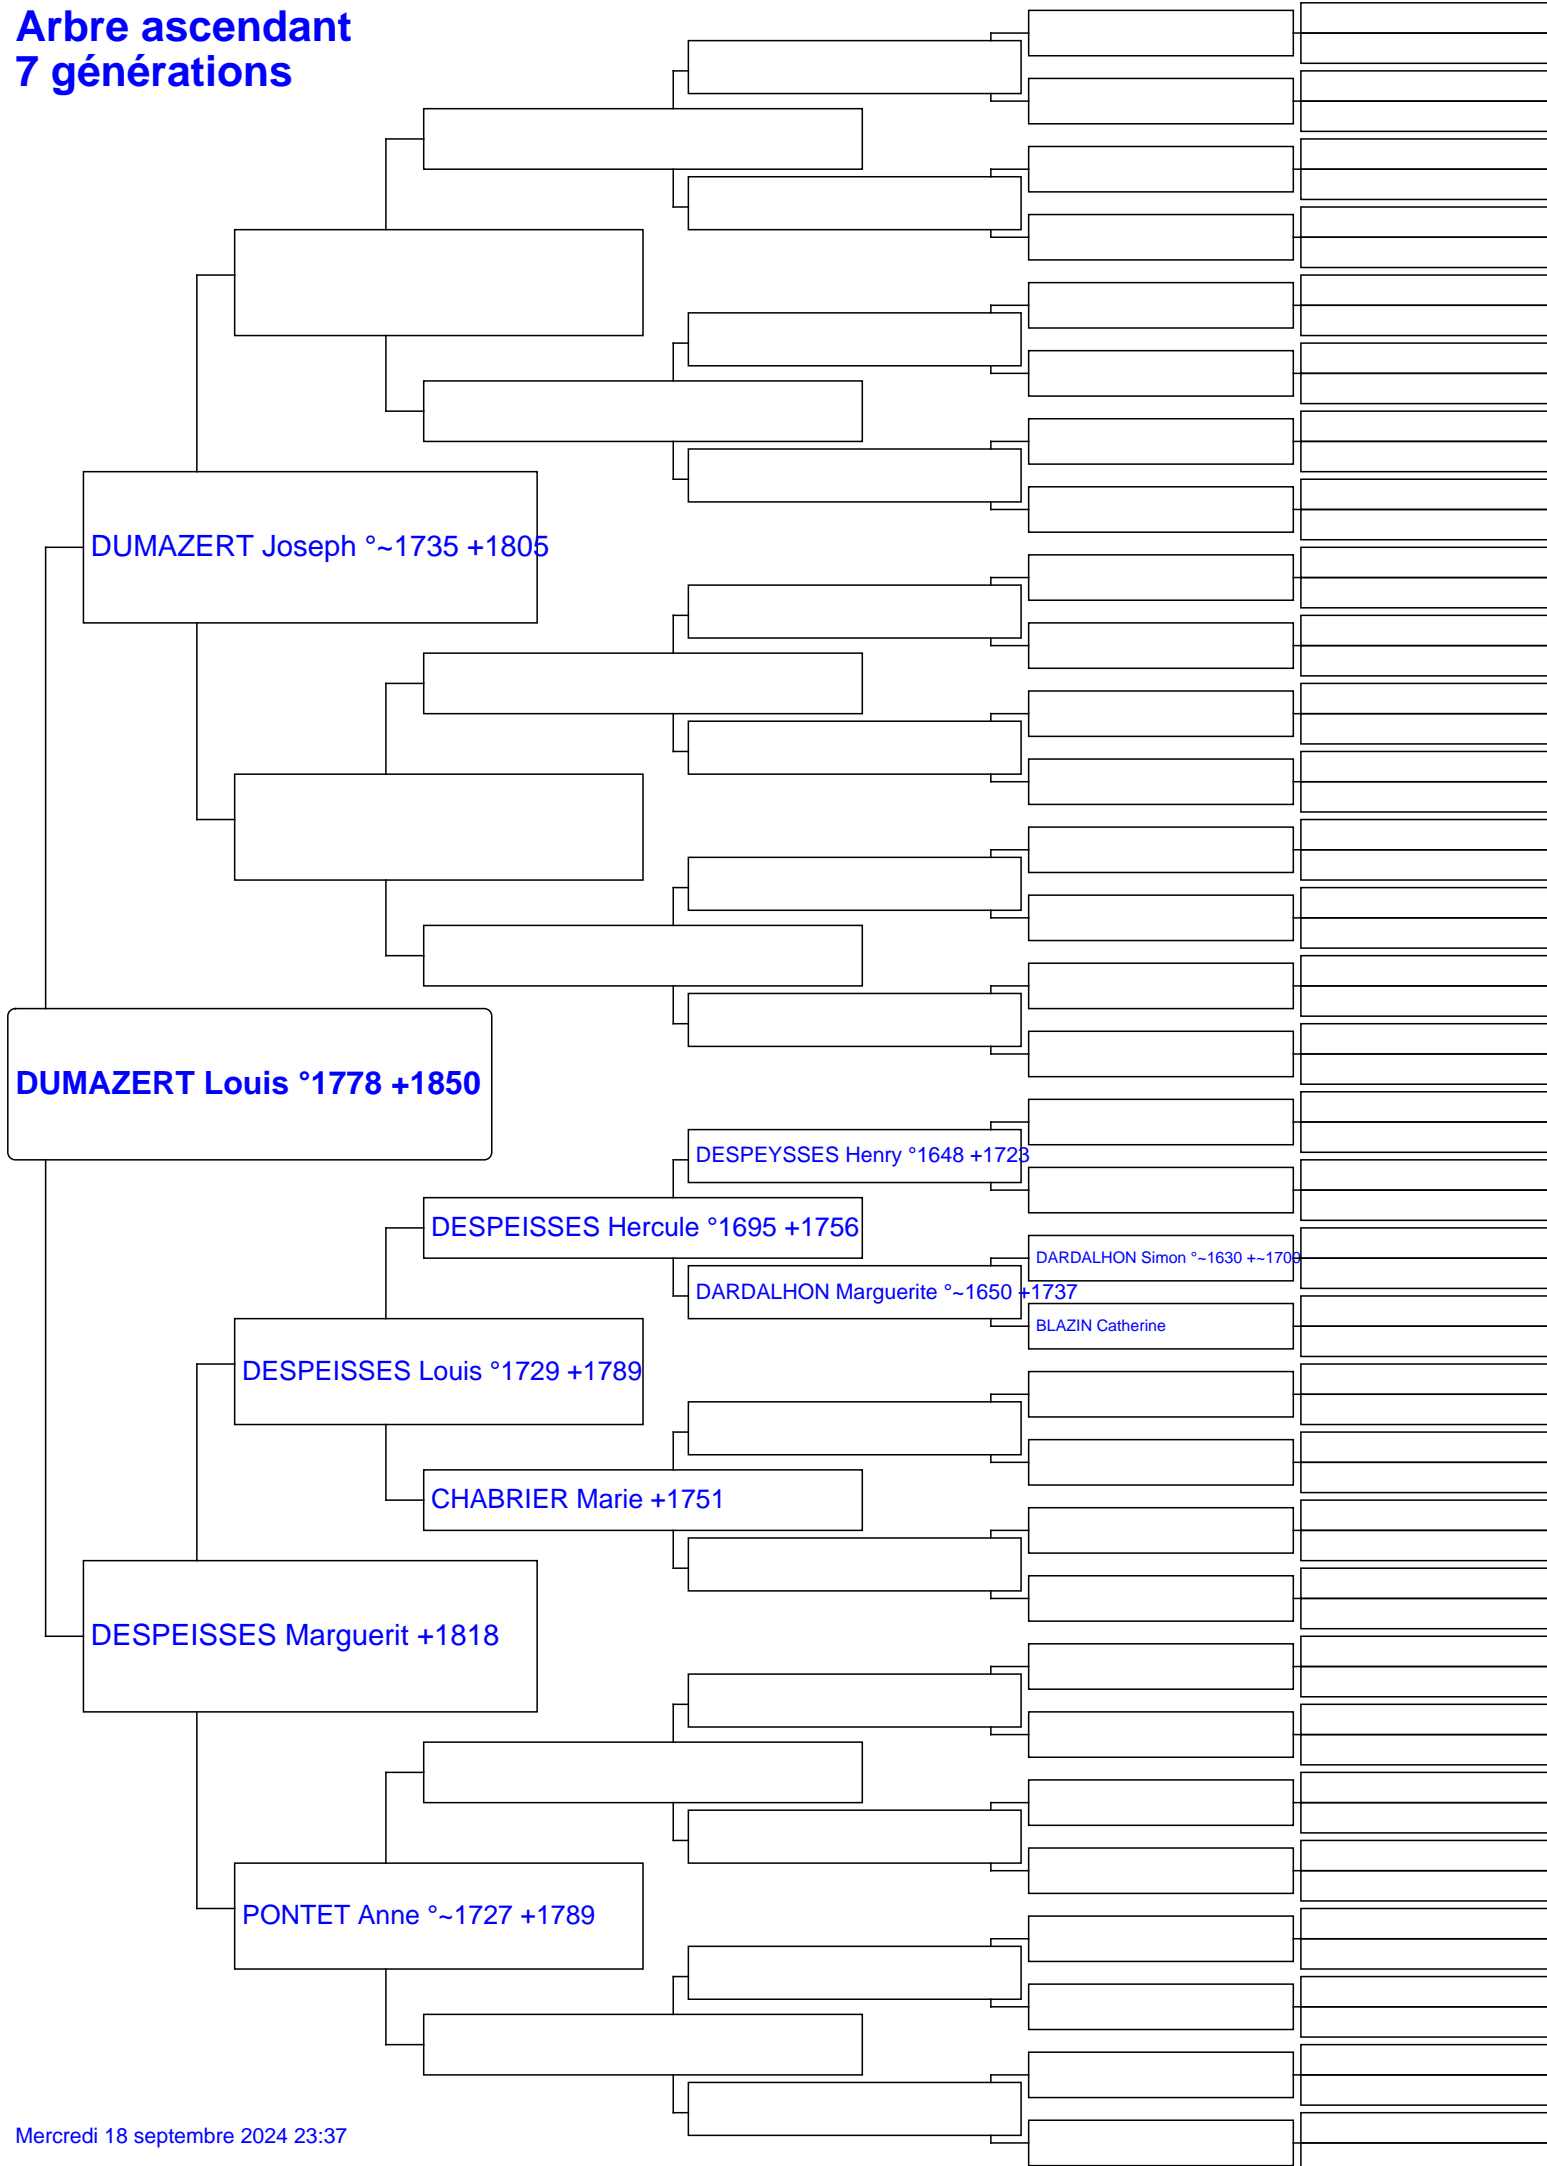 Arbre ascendant
7 générations
DUMAZERT Joseph °~1735 +1805
DUMAZERT Louis °1778 +1850
DESPEYSSES Henry °1648 +1723
DESPEISSES Hercule °1695 +1756
DARDALHON Simon °~1630 +~1700
DARDALHON Marguerite °~1650 +1737
BLAZIN Catherine
DESPEISSES Louis °1729 +1789
CHABRIER Marie +1751
DESPEISSES Marguerit +1818
PONTET Anne °~1727 +1789
Mercredi 18 septembre 2024 23:37